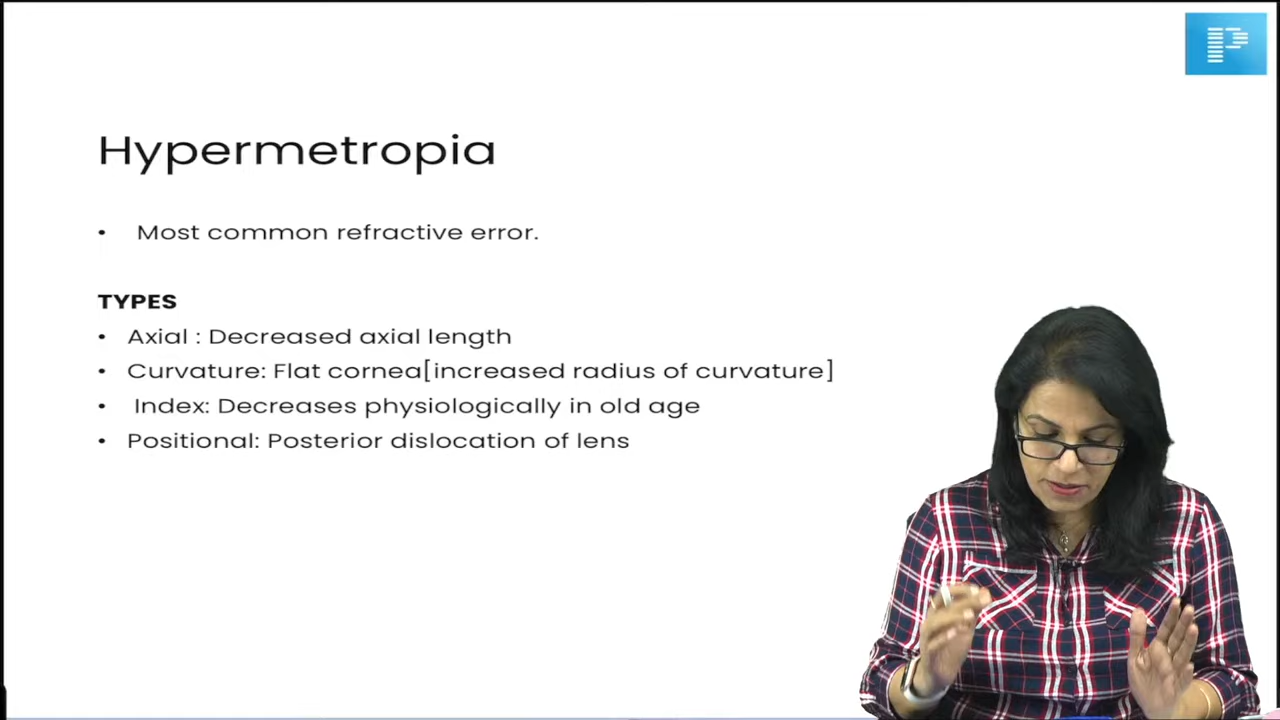 P
Hypermetropia
• Most common refractive error.
TYPES
• Axial : Decreased axial length
• Curvature: Flat cornea[increased radius of curvature]
• Index: Decreases physiologically in old age
• Positional: Posterior dislocation of lens